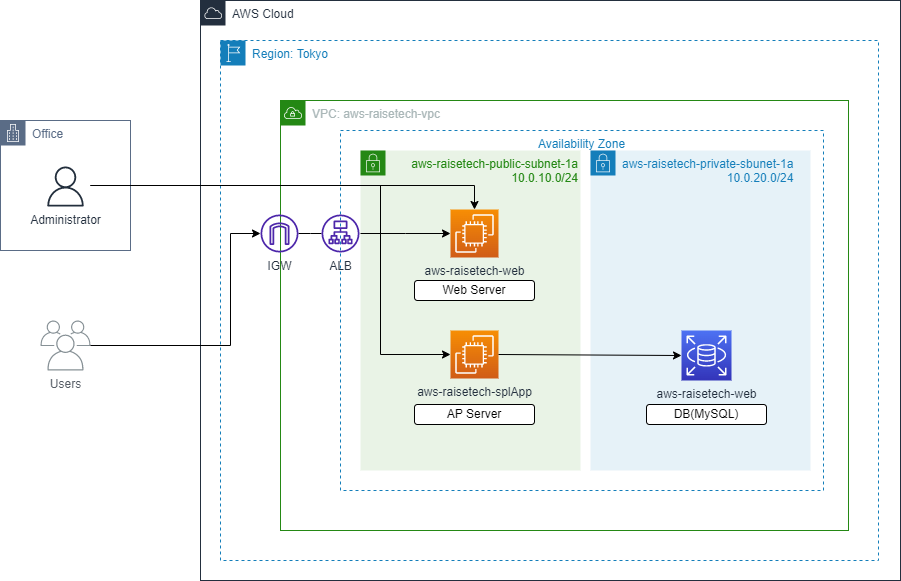 AWS Cloud
Region: Tokyo
VPC: aws-raisetech-vpc
Availability Zone
Office
Administrator
aws-raisetech-public-subnet-1a
10.0.10.0/24
aws-raisetech-private-sbunet-1a
10.0.20.0/24
IGW
ALB
aws-raisetech-web
Web Server
Users
aws-raisetech-splApp
AP Server
aws-raisetech-web
DB(MySQL)